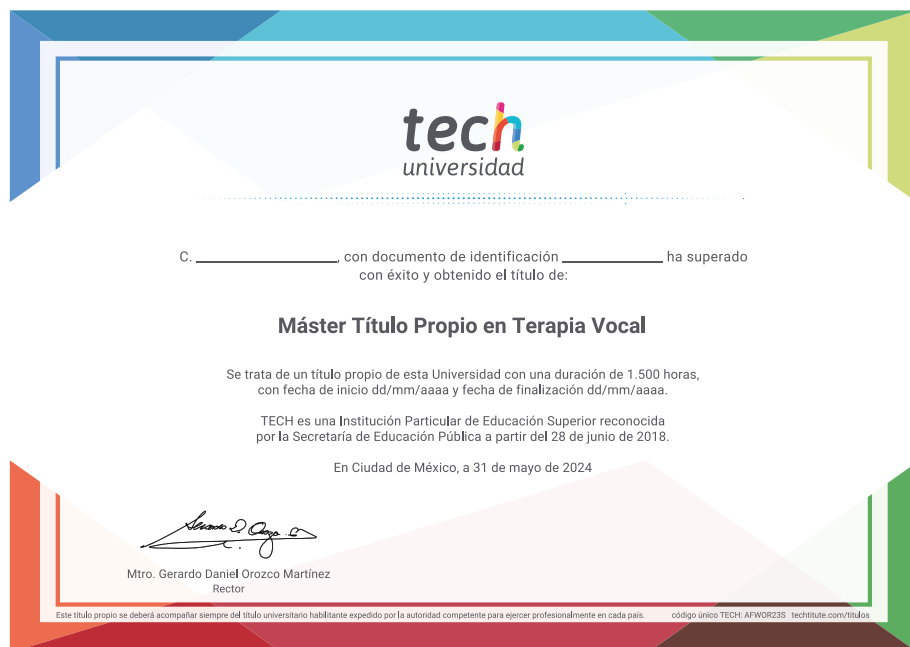 tech
universidad
C. ____________________, con documento de identificación ______________ ha superado
con éxito y obtenido el título de:
Máster Título Propio en Terapia Vocal
Se trata de un título propio de esta Universidad con una duración de 1.500 horas,
con fecha de inicio dd/mm/aaaa y fecha de finalización dd/mm/aaaa.
TECH es una Institución Particular de Educación Superior reconocida
por la Secretaría de Educación Pública a partir del 28 de junio de 2018.
En Ciudad de México, a 31 de mayo de 2024
Mtro. Gerardo Daniel Orozco Martínez
Rector
Este título propio se deberá acompañar siempre del título universitario habilitante expedido por la autoridad competente para ejercer profesionalmente en cada país. código único TECH: AFWOR23S techtitute.com/titulos